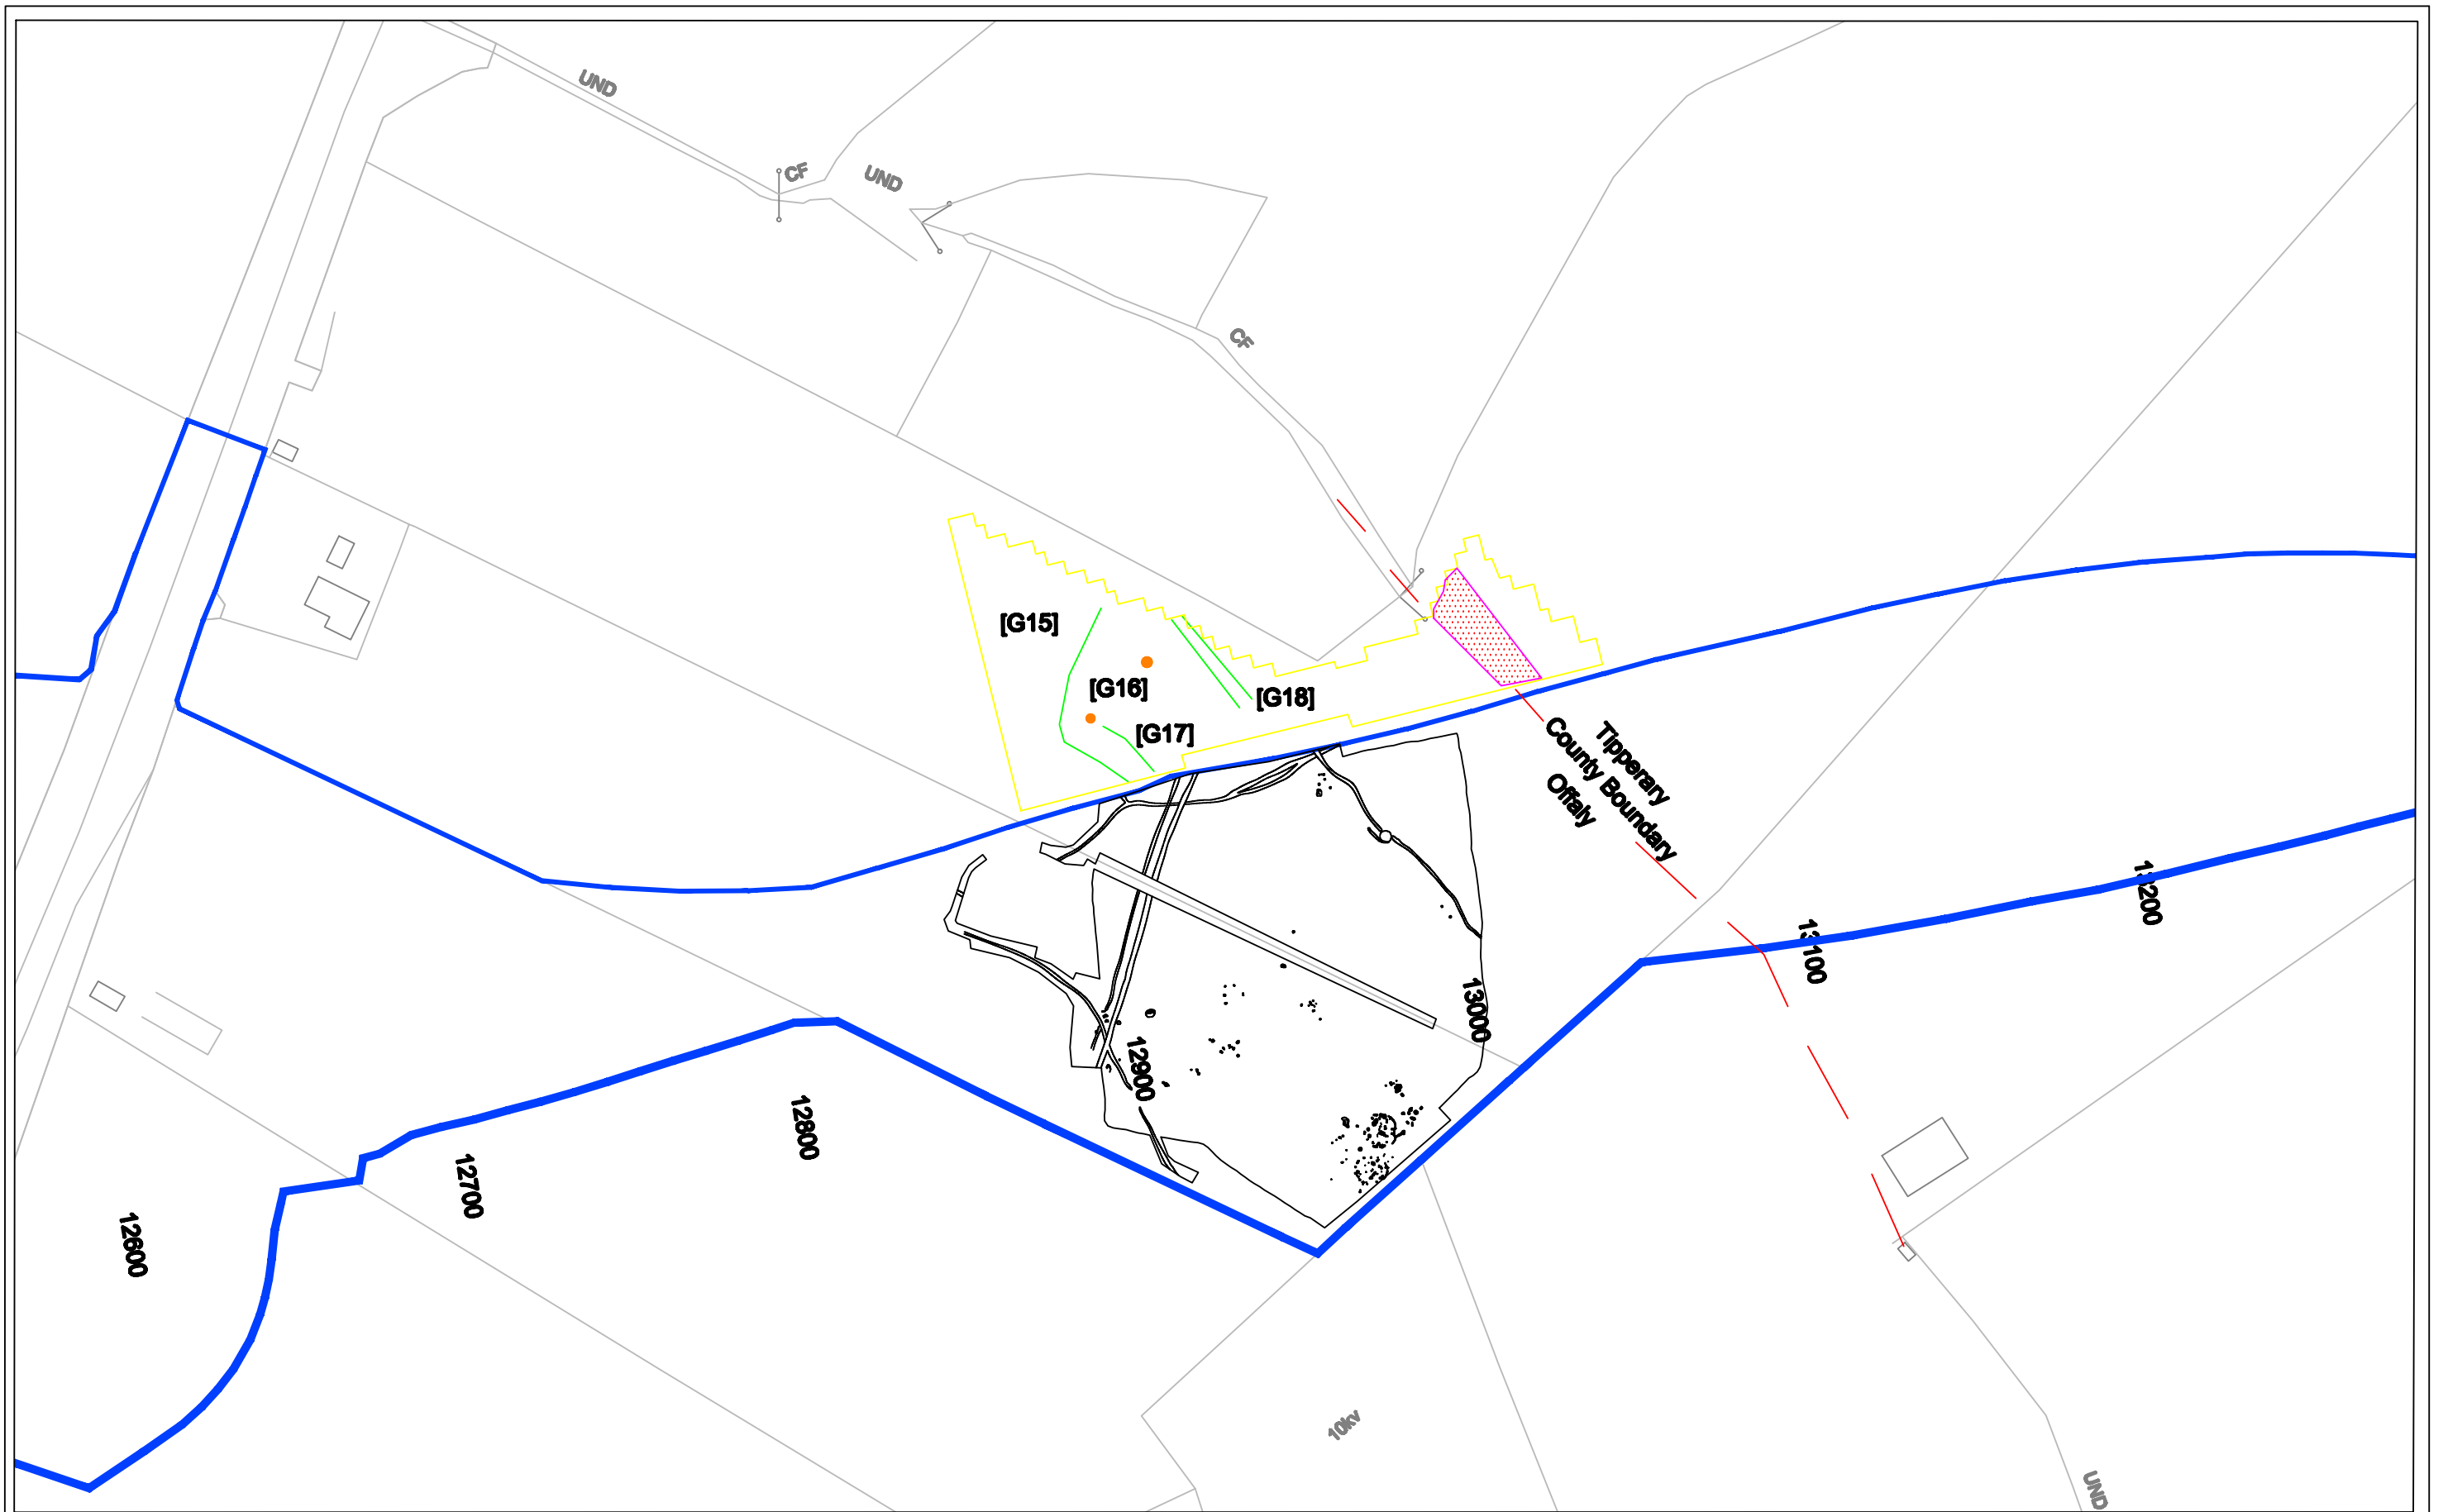 UND
CF
UND
CF
[G15]
[G16]
[G18]
[G17]
Tipperary
County Boundary
Offaly
13200
13100
13000
12900
12800
12700
12600
10kv
UND